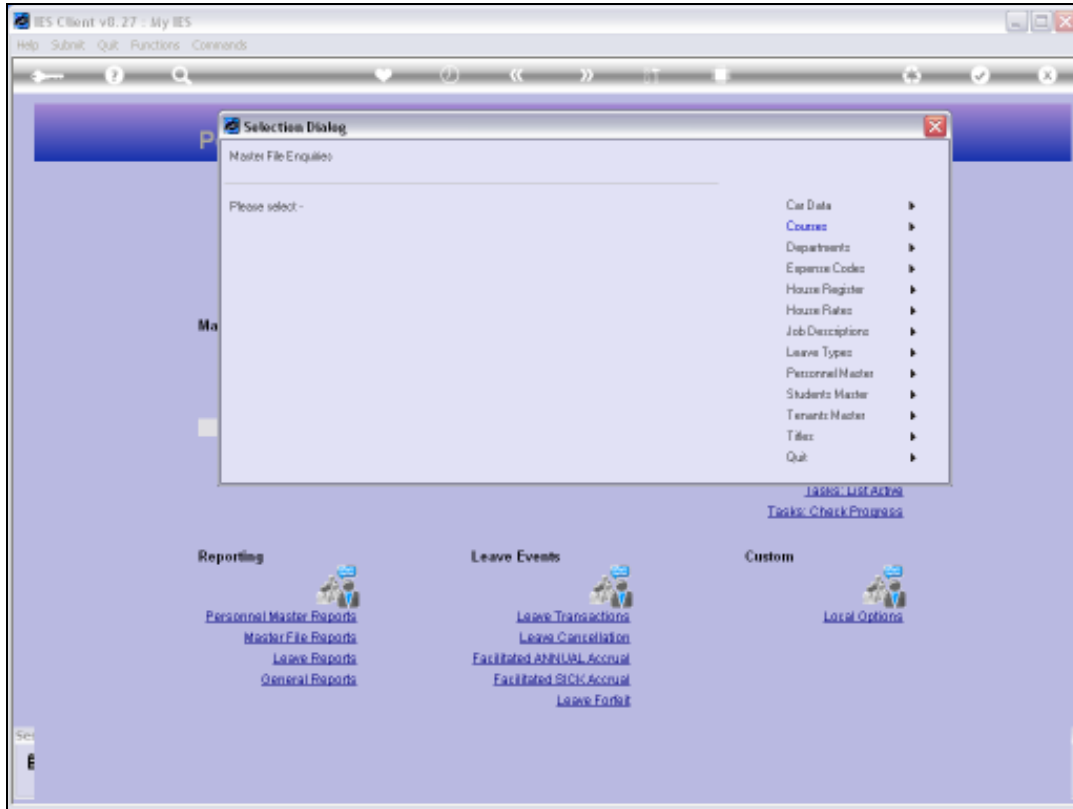 IES Client v8.27 : My IES
Help Submit Quit Functions Commands
Selection Dialog
Master File Enquiries
Please select -
Car Data
Courses
Departments
Expense Codes
House Register
House Rates
Job Descriptions
Leave Types
Personnel Master
Students Master
Tenants Master
Titles
Quit
P
Ma
Tasks: List Active
Tasks: Check Progress
Reporting
Personnel Master Reports
Master File Reports
Leave Reports
General Reports
Leave Events
Leave Transactions
Leave Cancellation
Facilitated ANNUAL Accrual
Facilitated SICK Accrual
Leave Forfeit
Custom
Local Options
Se